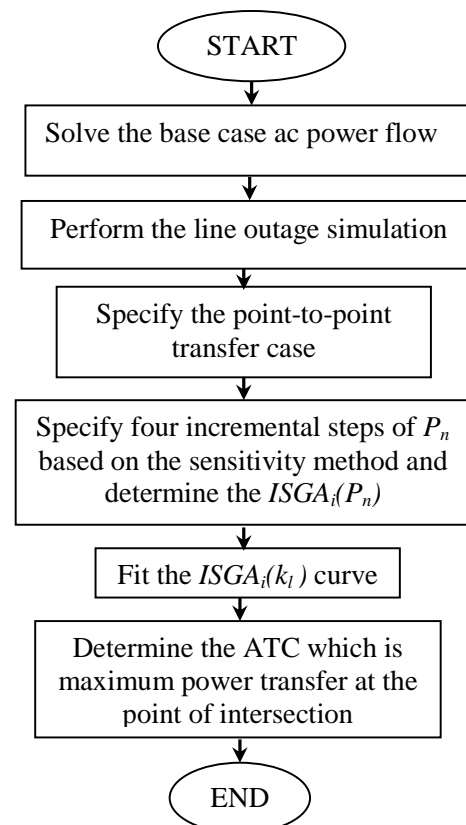 START
Solve the base case ac power flow
Perform the line outage simulation
Specify the point-to-point
transfer case
Specify four incremental steps of Pn
based on the sensitivity method and
determine the ISGAi(Pn)
Fit the ISGAi(kl ) curve
Determine the ATC which is
maximum power transfer at the
point of intersection
END